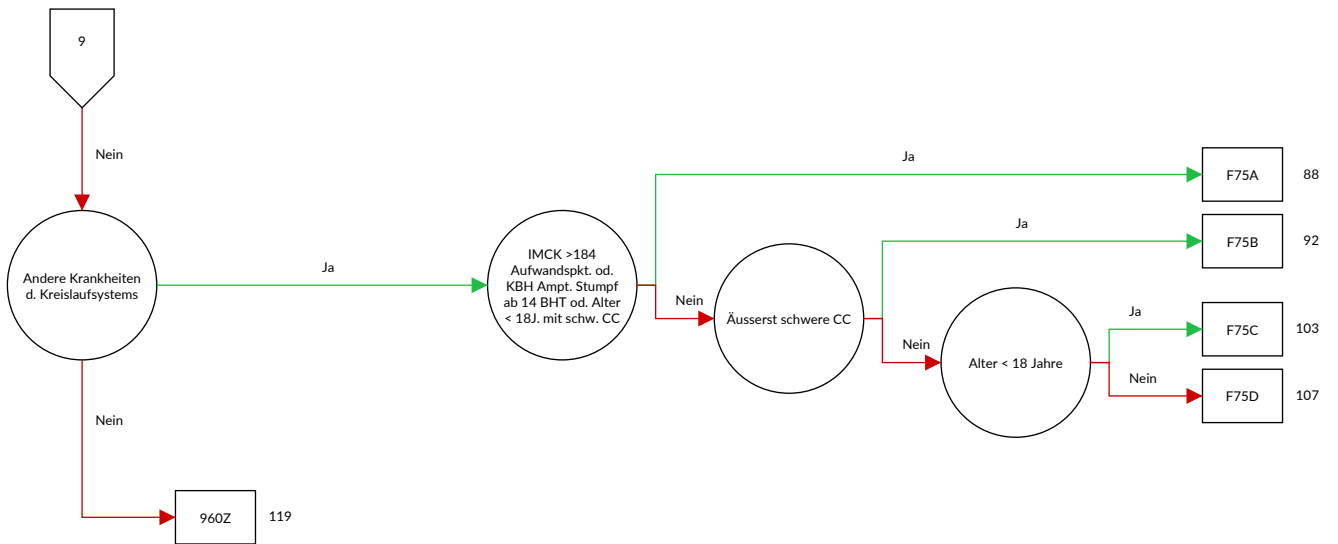 9
Nein
Andere Krankheiten
d. Kreislaufsystems
Ja
IMCK >184
Aufwandspkt. od.
KBH Ampt. Stumpf
ab 14 BHT od. Alter
< 18J. mit schw. CC
Ja
F75A
88
Nein
Äusserst schwere CC
Ja
F75B
92
Nein
Alter < 18 Jahre
Ja
F75C
103
Nein
F75D
107
Nein
960Z
119